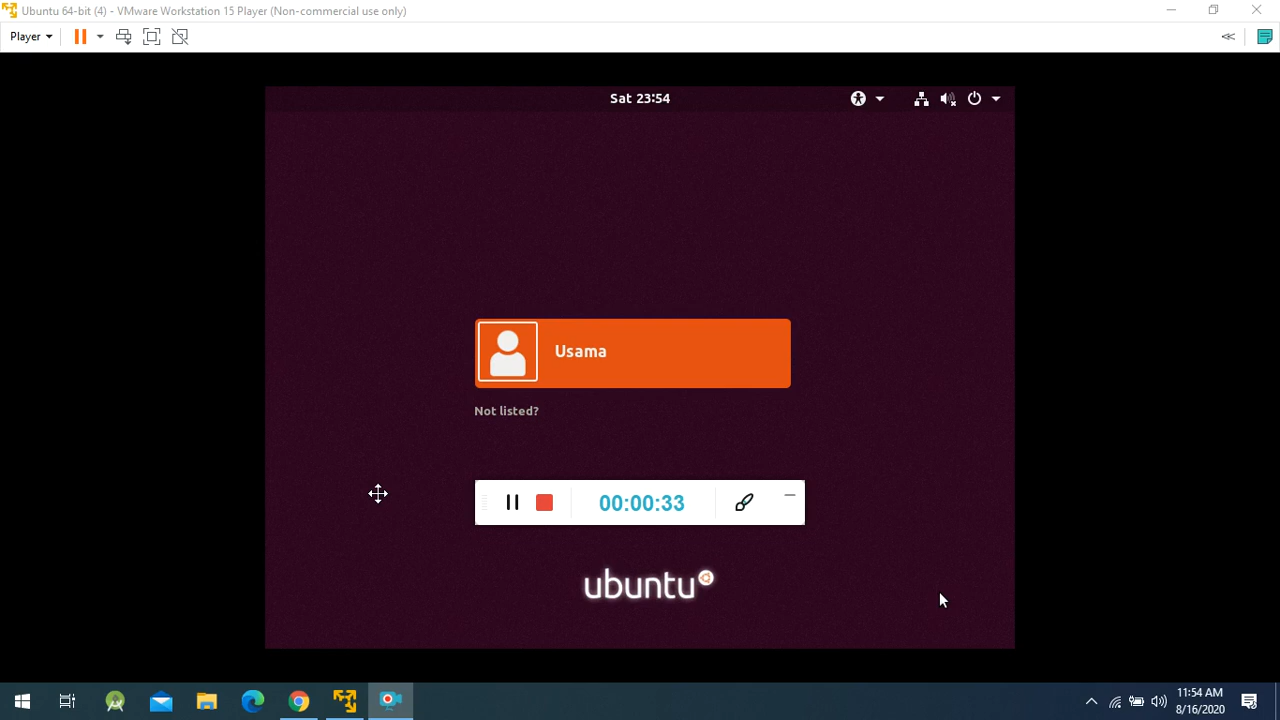 Ubuntu 64-bit (4) - VMware Workstation 15 Player (Non-commercial use only)
Player
Sat 23:54
Usama
Not listed?
00:00:33
ubuntu
11:54 AM
8/16/2020